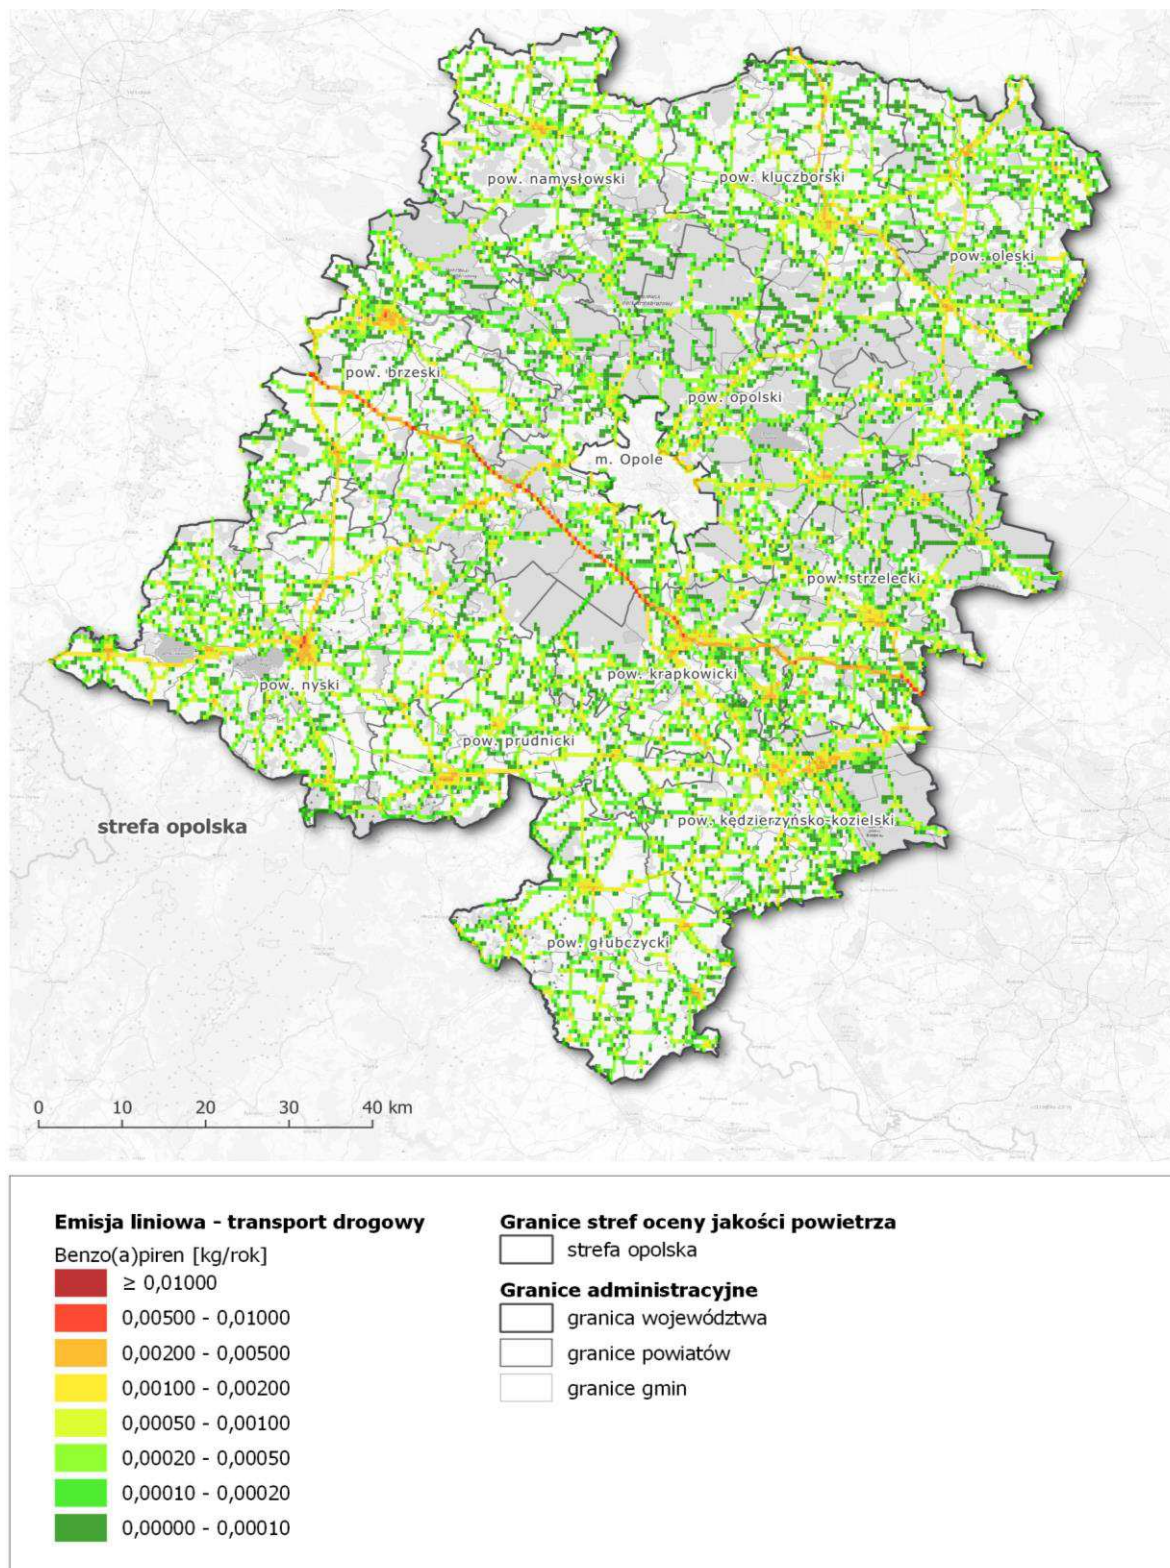 pow. namysłowski
pow. kluczborski
pow. oleski
pow. brzeski
pow. opolski
m. Opole
pow. strzelecki
pow. krapkowicki
pow. nyski
pow. prudnicki
strefa opolska
pow. kędzierzyńsko-kozielski
pow. głubczycki
0 10 20 30 40 km
Emisja liniowa - transport drogowy
Benzo(a)piren [kg/rok]
≥ 0,01000
0,00500 - 0,01000
0,00200 - 0,00500
0,00100 - 0,00200
0,00050 - 0,00100
0,00020 - 0,00050
0,00010 - 0,00020
0,00000 - 0,00010
Granice stref oceny jakości powietrza
strefa opolska
Granice administracyjne
granica województwa
granice powiatów
granice gmin